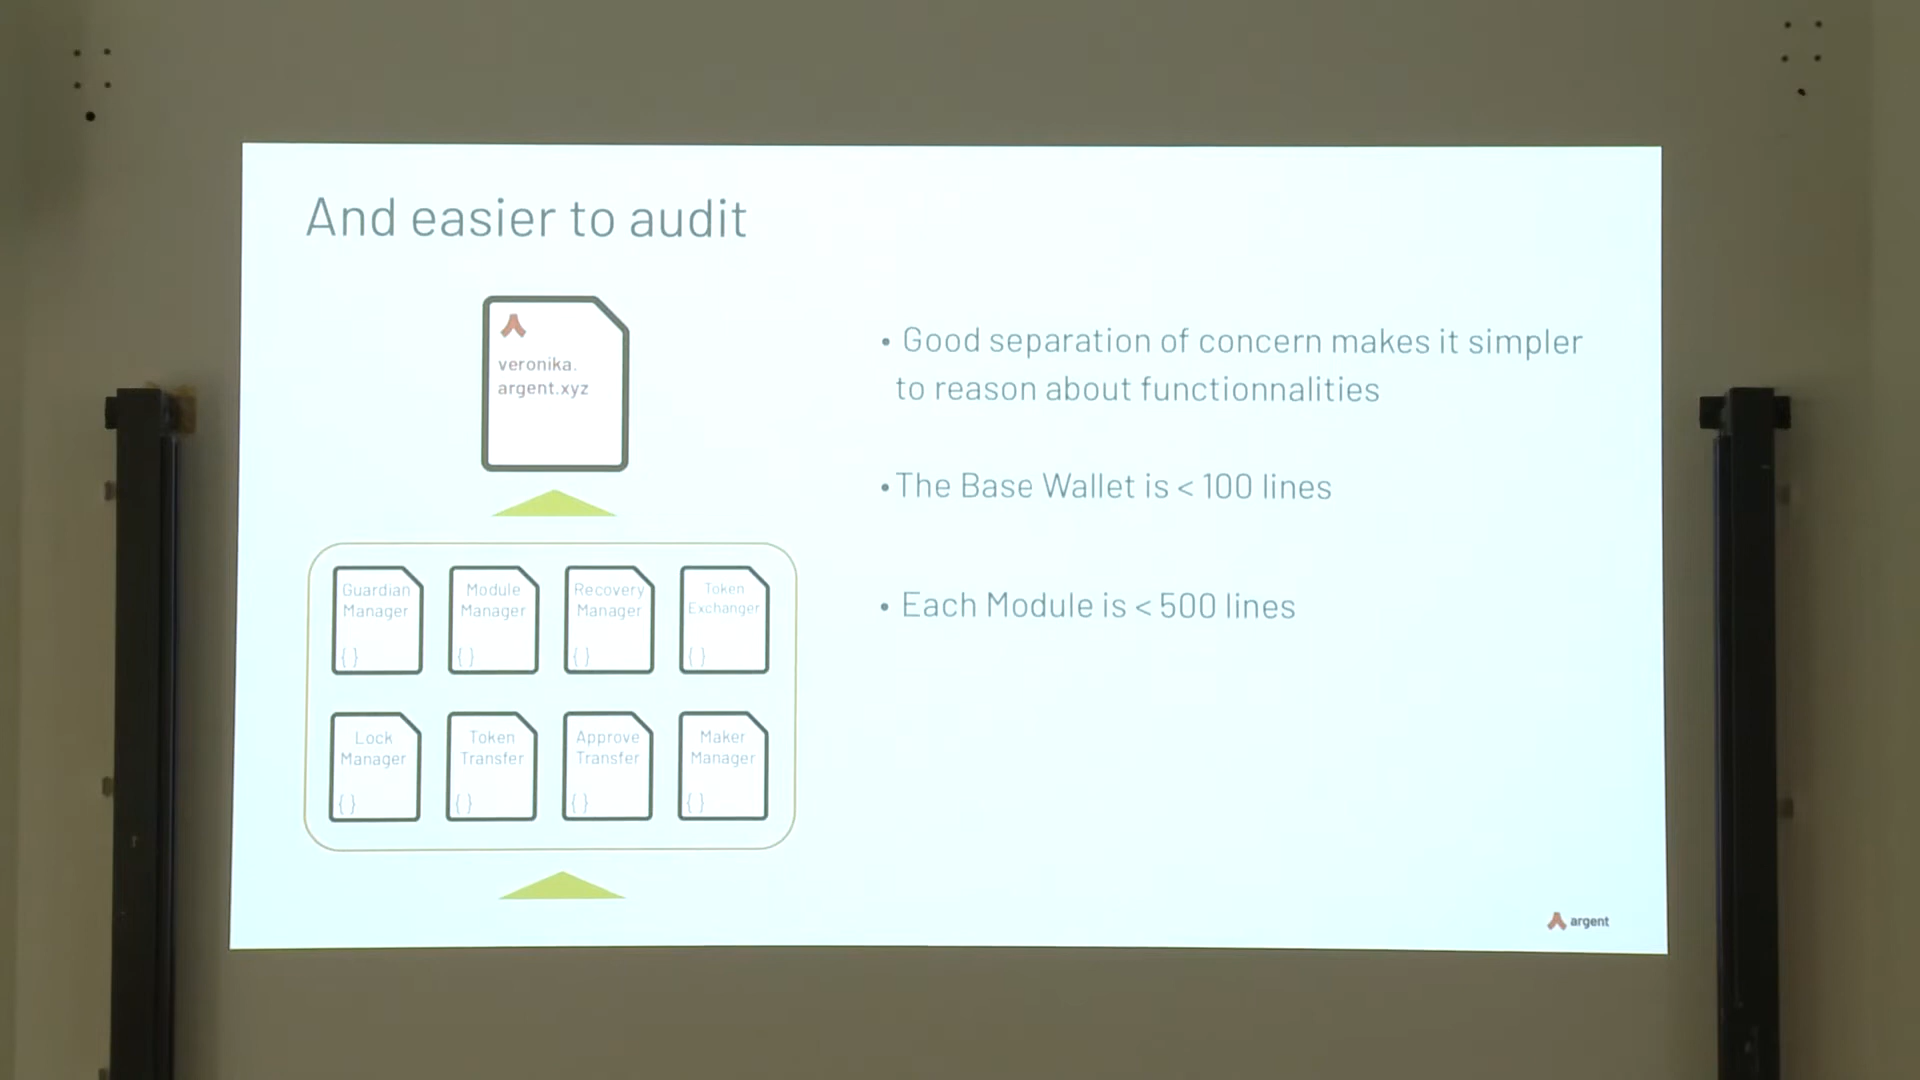 And easier to audit
veronika.
argent.xyz
• Good separation of concern makes it simpler
to reason about functionnalities
• The Base Wallet is < 100 lines
• Each Module is < 500 lines
Guardian
Manager
{ }
Module
Manager
{ }
Recovery
Manager
{ }
Token
Exchanger
{ }
Lock
Manager
{ }
Token
Transfer
{ }
Approve
Transfer
{ }
Maker
Manager
{ }
argent